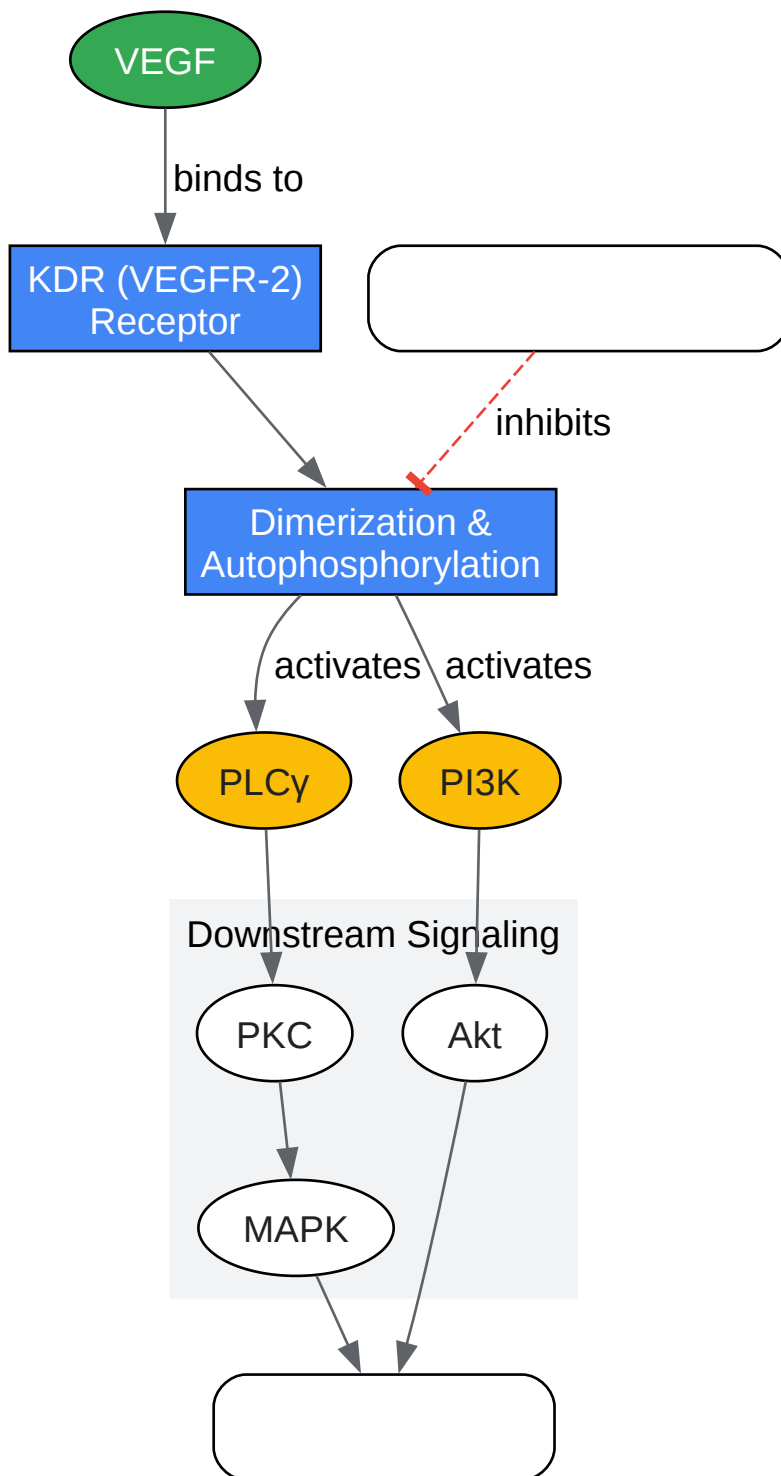 VEGF
binds to
KDR (VEGFR-2)
Receptor
inhibits
Dimerization &
Autophosphorylation
activates
activates
PLCγ
PI3K
Downstream Signaling
PKC
Akt
MAPK